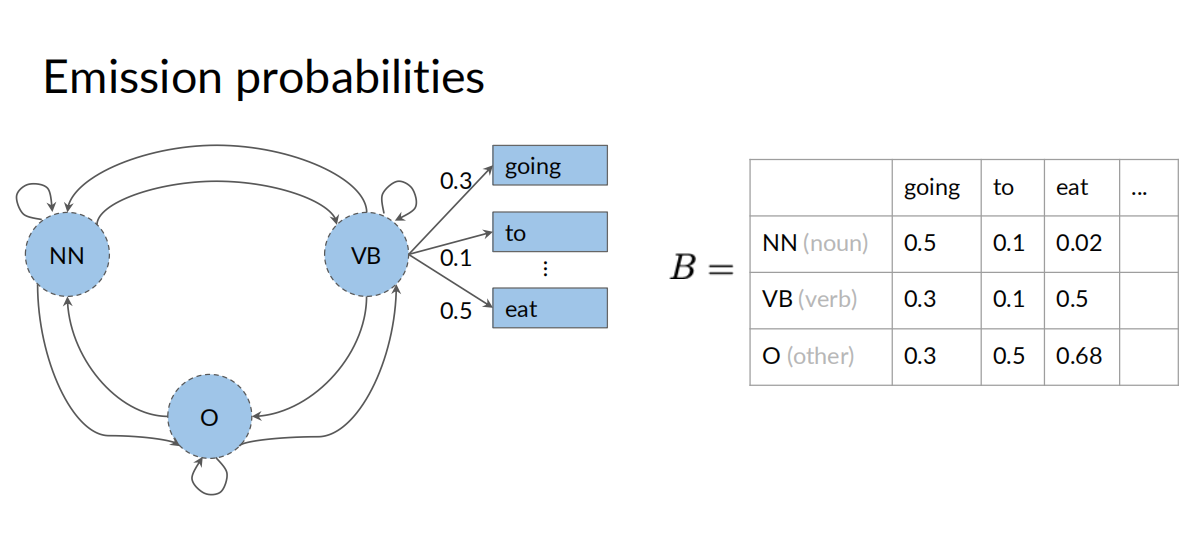 Emission probabilities
NN
VB
O
0.3
0.1
0.5
going
to
⋮
eat
B =
going to eat ...
NN (noun) 0.5 0.1 0.02
VB (verb) 0.3 0.1 0.5
O (other) 0.3 0.5 0.68